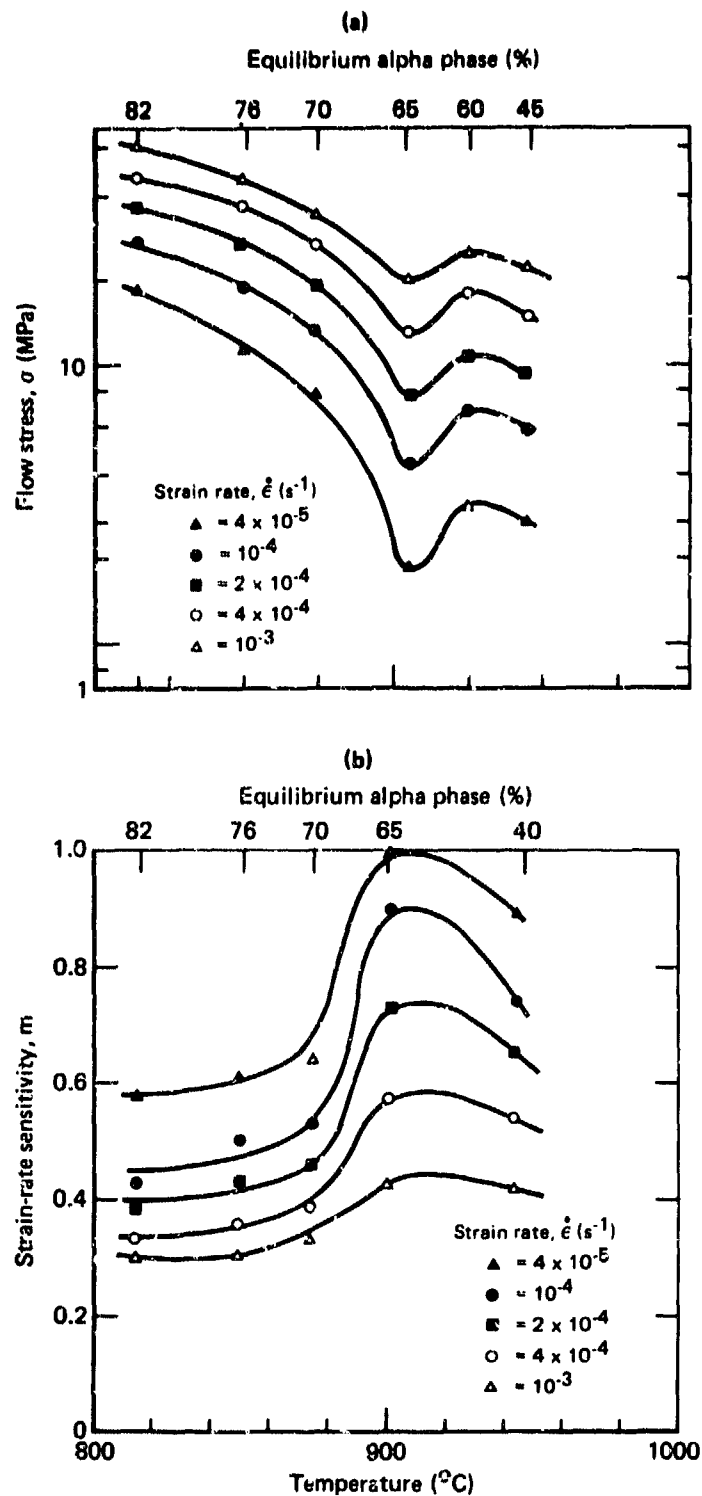 (a)
Equilibrium alpha phase (%)
82 76 70 65 60 45
10
1
Flow stress, σ (MPa)
Strain rate, ε̇ (s⁻¹)
▲ = 4 x 10⁻⁵
● = 10⁻⁴
■ = 2 x 10⁻⁴
○ = 4 x 10⁻⁴
△ = 10⁻³
(b)
Equilibrium alpha phase (%)
82 76 70 65 40
1.0
0.8
0.6
0.4
0.2
0
Strain-rate sensitivity, m
Strain rate, ε̇ (s⁻¹)
▲ = 4 x 10⁻⁵
● = 10⁻⁴
■ = 2 x 10⁻⁴
○ = 4 x 10⁻⁴
△ = 10⁻³
800 900 1000
Temperature (°C)